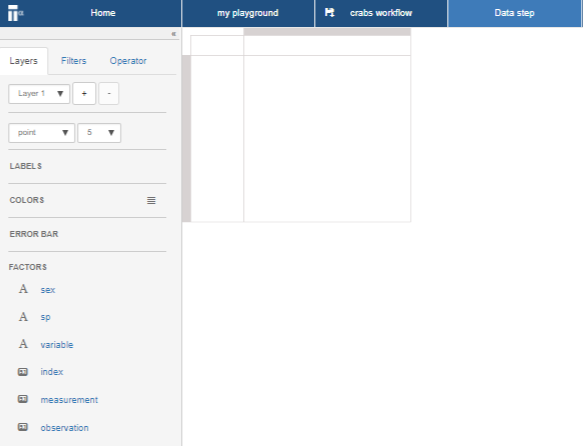 Home my playground crabs workflow Data step
«
Layers Filters Operator
Layer 1 + -
point 5
LABELS
COLORS
ERROR BAR
FACTORS
A sex
A sp
A variable
index
measurement
observation